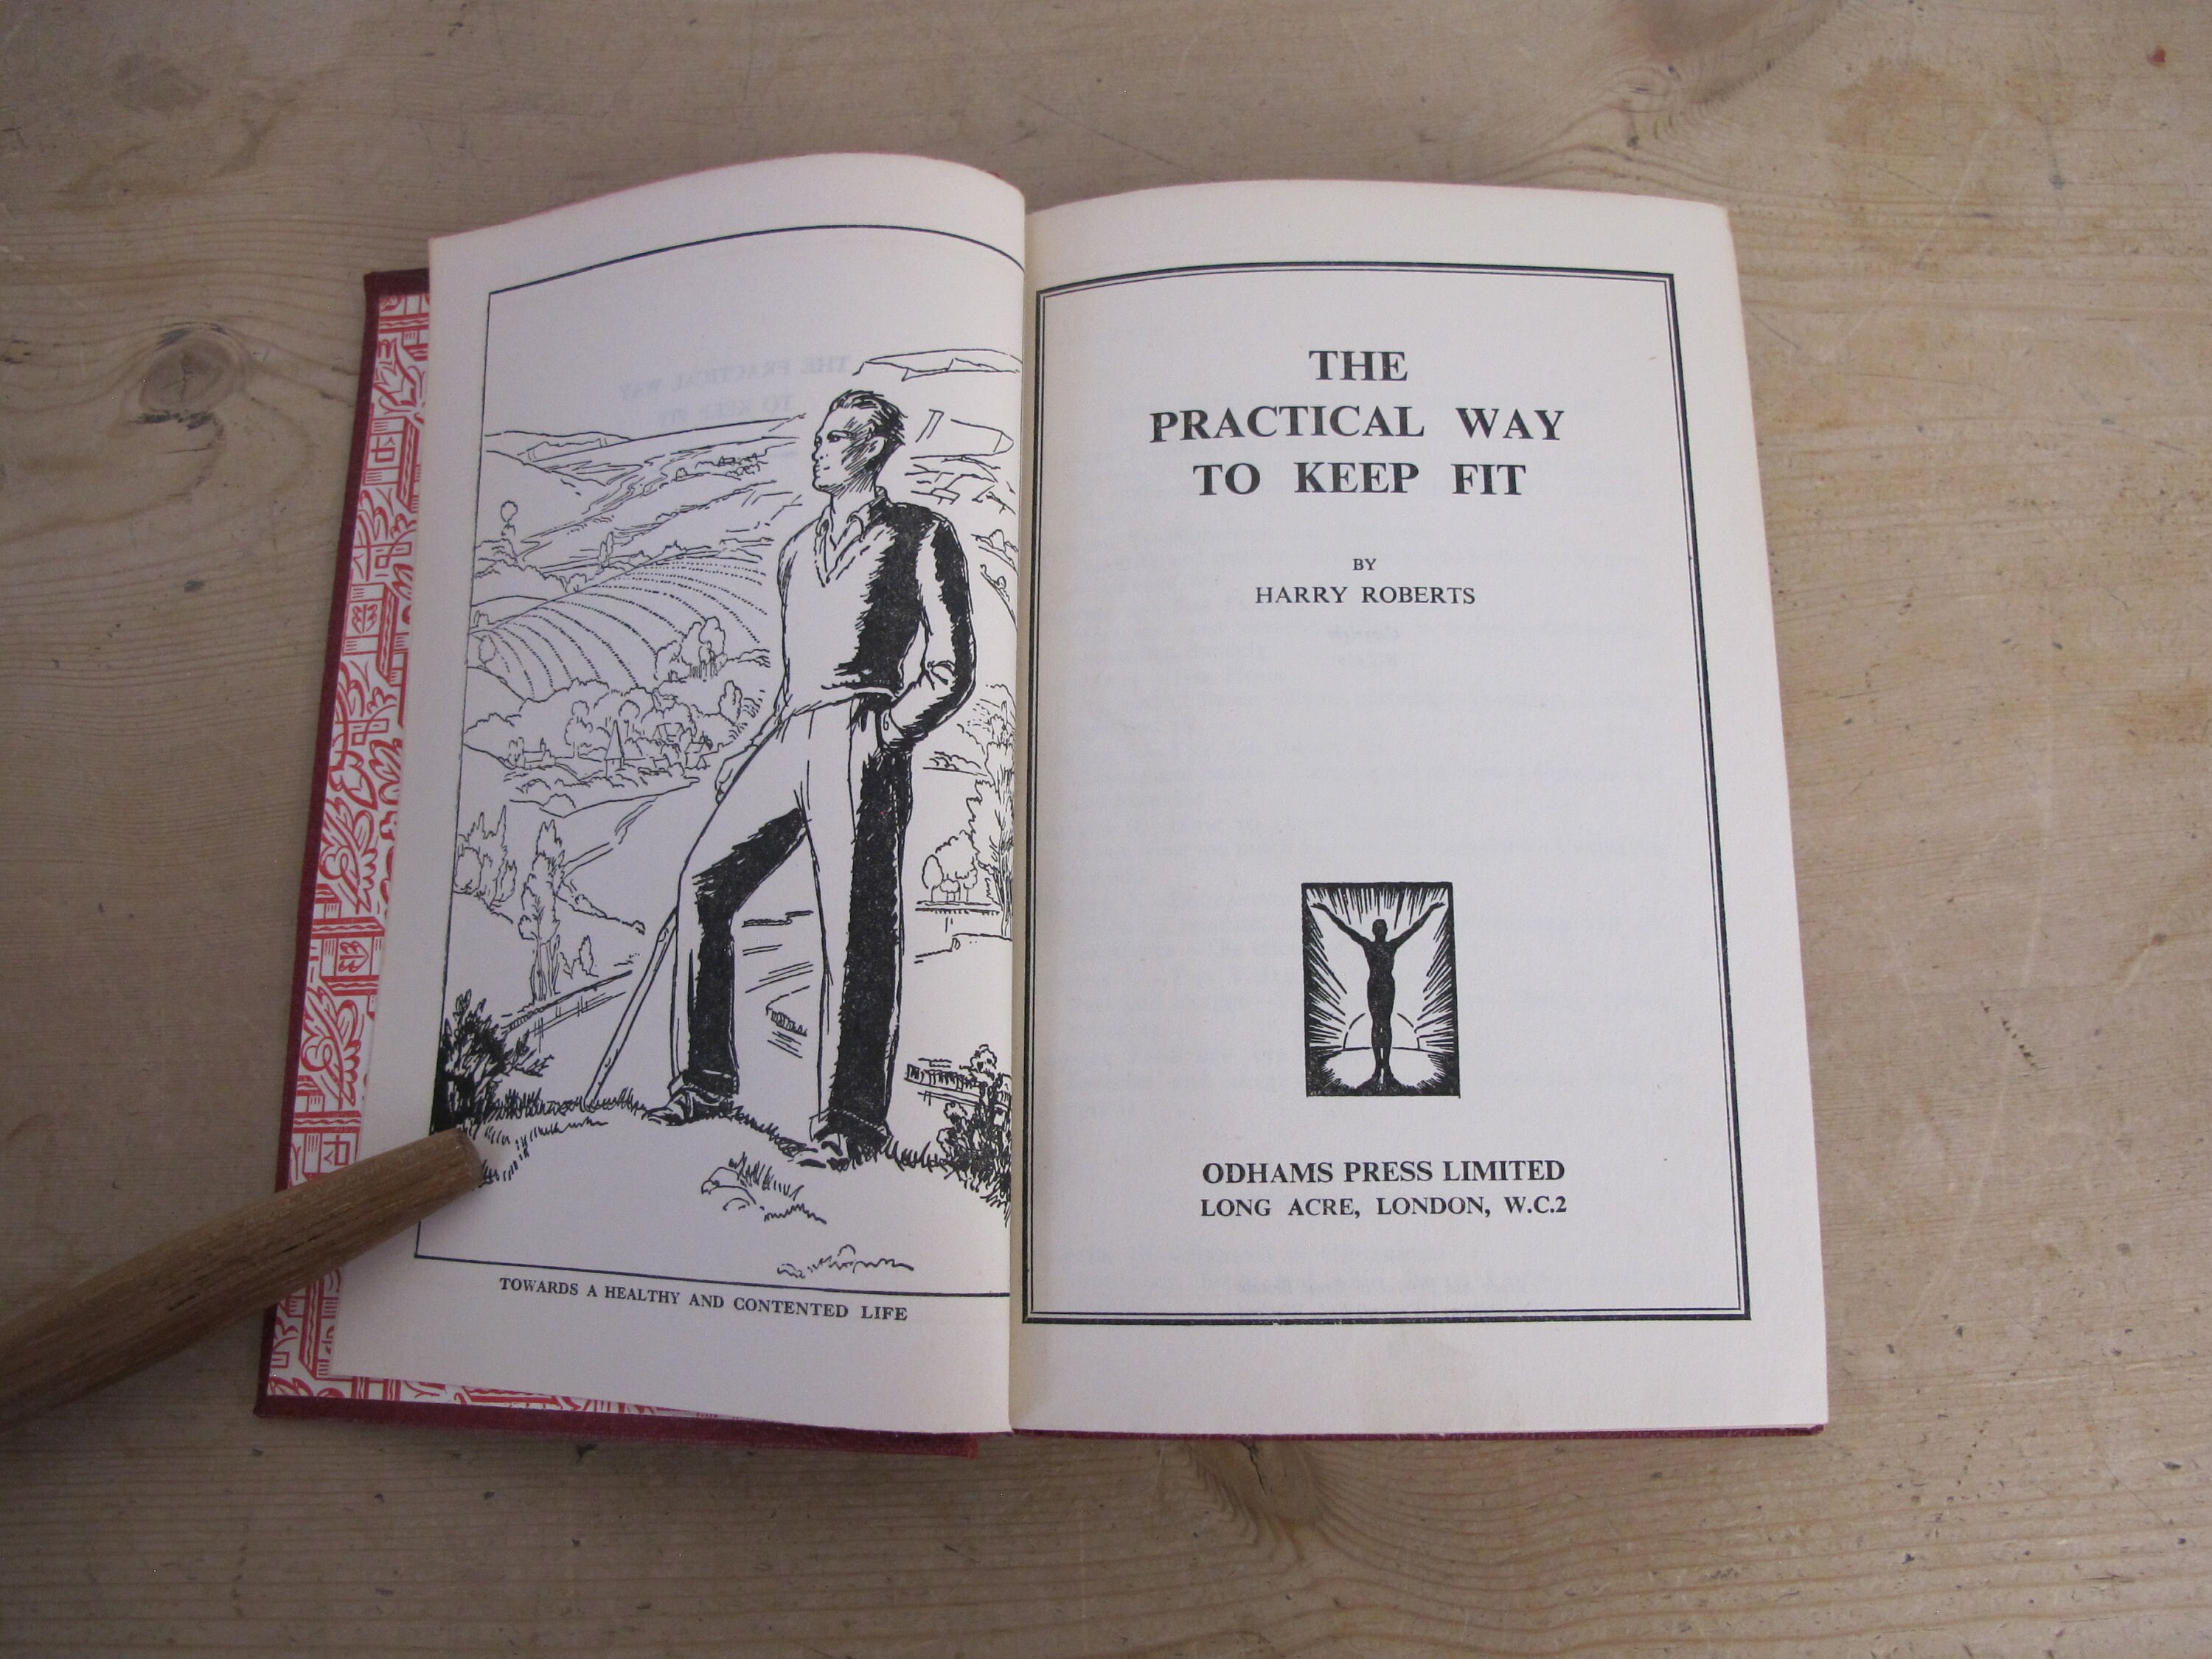 TOWARDS A HEALTHY AND CONTENTED LIFE
THE
PRACTICAL WAY
TO KEEP FIT
BY
HARRY ROBERTS
ODHAMS PRESS LIMITED
LONG ACRE, LONDON, W.C.2